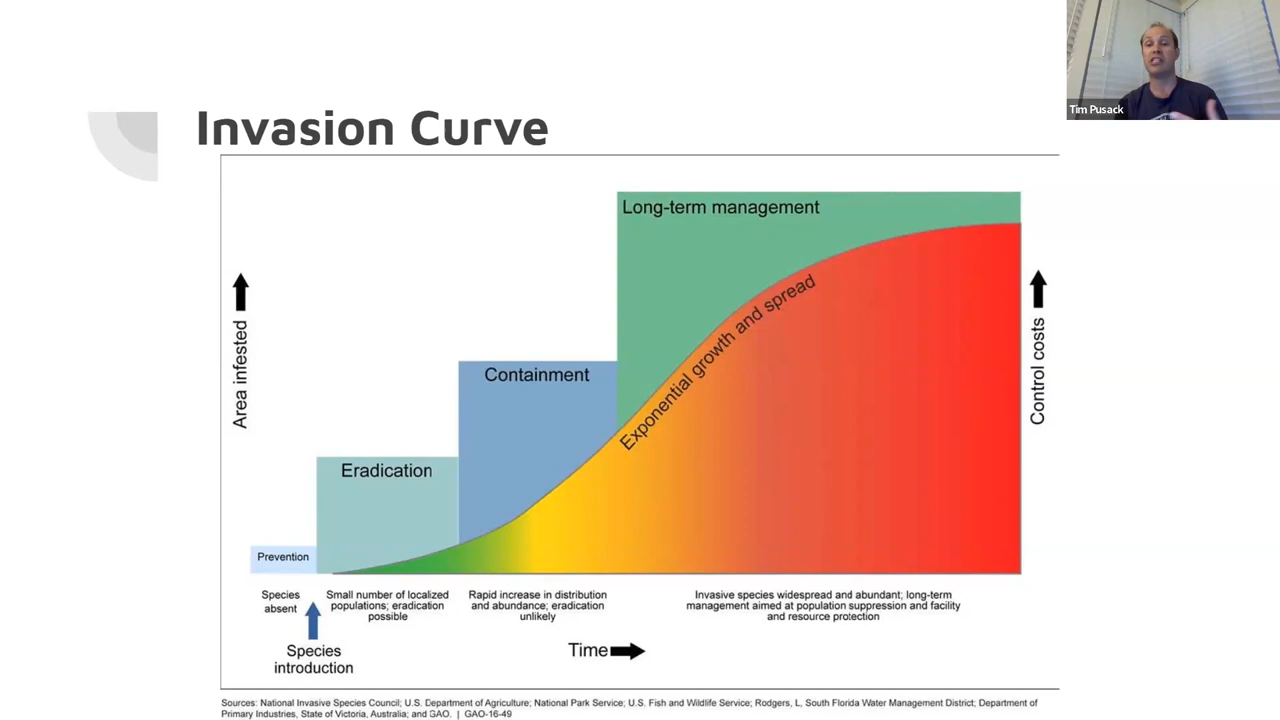 Tim Pusack
Invasion Curve
Long-term management
Exponential growth and spread
Containment
Eradication
Prevention
Area infested
Control costs
Species
absent
Small number of localized
populations; eradication
possible
Rapid increase in distribution
and abundance; eradication
unlikely
Invasive species widespread and abundant; long-term
management aimed at population suppression and facility
and resource protection
Species
introduction
Time
Sources: National Invasive Species Council; U.S. Department of Agriculture; National Park Service; U.S. Fish and Wildlife Service; Rodgers, L, South Florida Water Management District; Department of
Primary Industries, State of Victoria, Australia; and GAO. | GAO-16-49